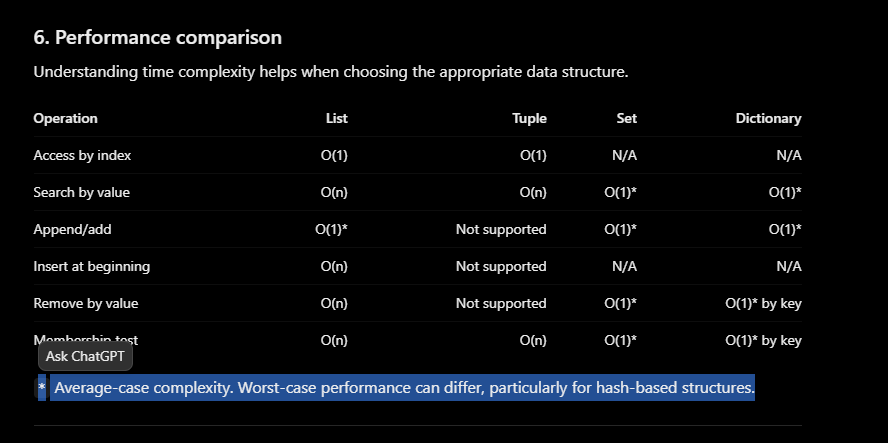 6. Performance comparison
Understanding time complexity helps when choosing the appropriate data structure.
Operation List Tuple Set Dictionary
Access by index O(1) O(1) N/A N/A
Search by value O(n) O(n) O(1)* O(1)*
Append/add O(1)* Not supported O(1)* O(1)*
Insert at beginning O(n) Not supported N/A N/A
Remove by value O(n) Not supported O(1)* O(1)* by key
Membership test O(n) O(n) O(1)* O(1)* by key
Ask ChatGPT
* Average-case complexity. Worst-case performance can differ, particularly for hash-based structures.